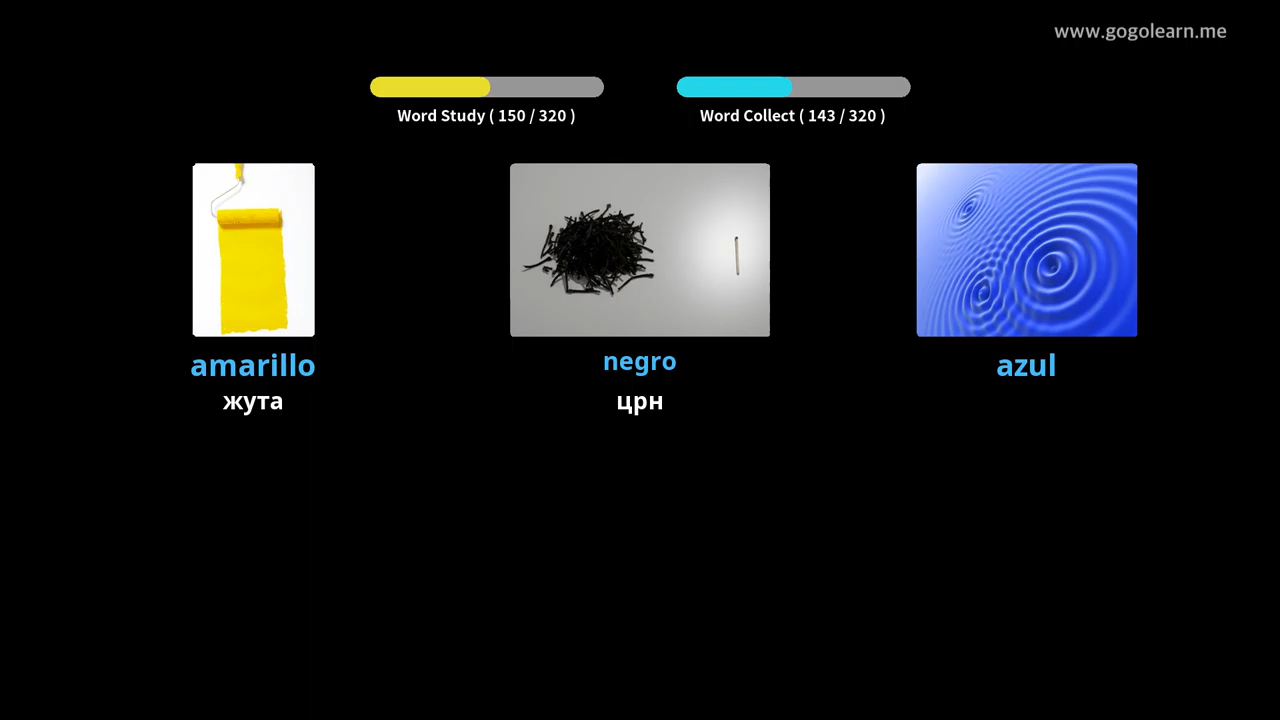 www.gogolearn.me
Word Study ( 150 / 320 )
Word Collect ( 143 / 320 )
amarillo
negro
azul
жута
црн